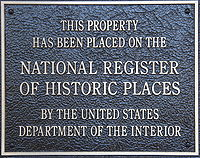 THIS PROPERTY
HAS BEEN PLACED ON THE
NATIONAL REGISTER
OF HISTORIC PLACES
BY THE UNITED STATES
DEPARTMENT OF THE INTERIOR